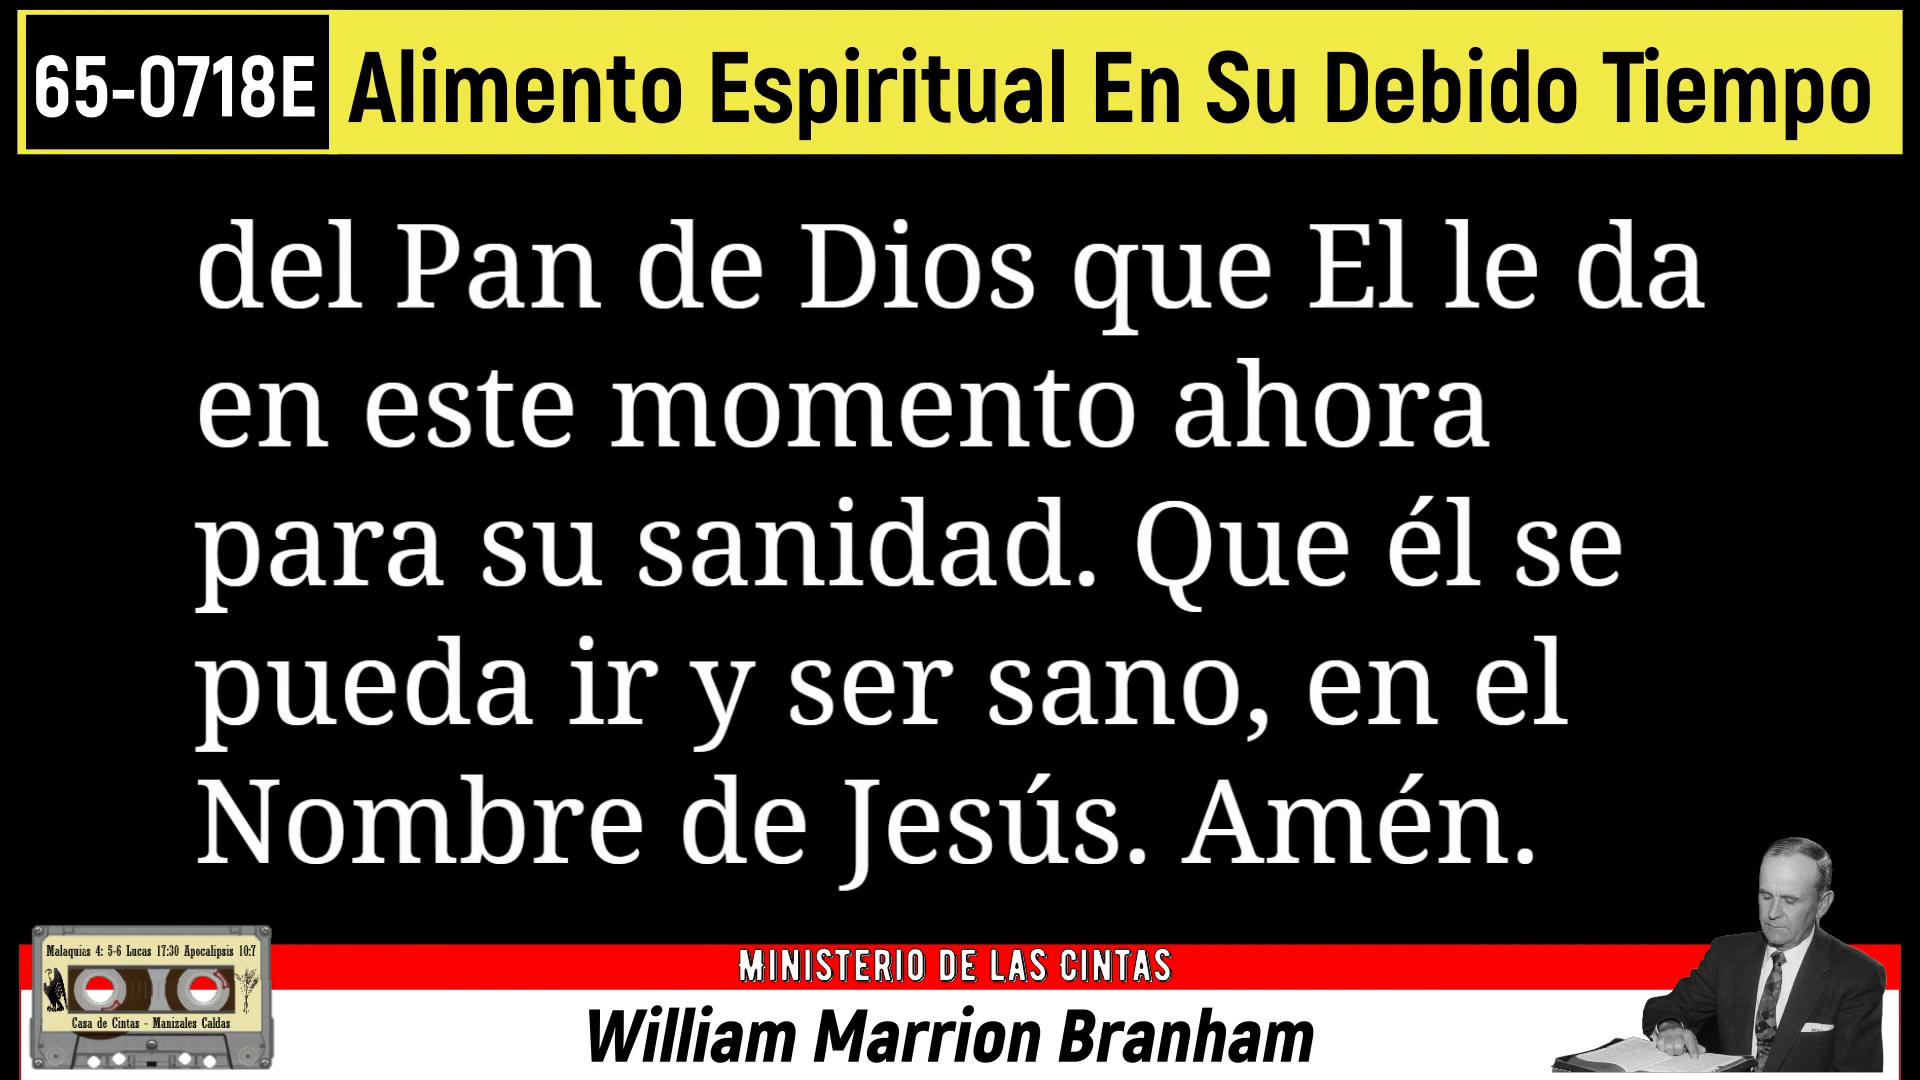 65-0718E Alimento Espiritual En Su Debido Tiempo
del Pan de Dios que El le da
en este momento ahora
para su sanidad. Que él se
pueda ir y ser sano, en el
Nombre de Jesús. Amén.
Malaquias 4: 5-6 Lucas 17:30 Apocalipsis 10:7
Casa de Cintas - Manizales Caldas
MINISTERIO DE LAS CINTAS
William Marrion Branham